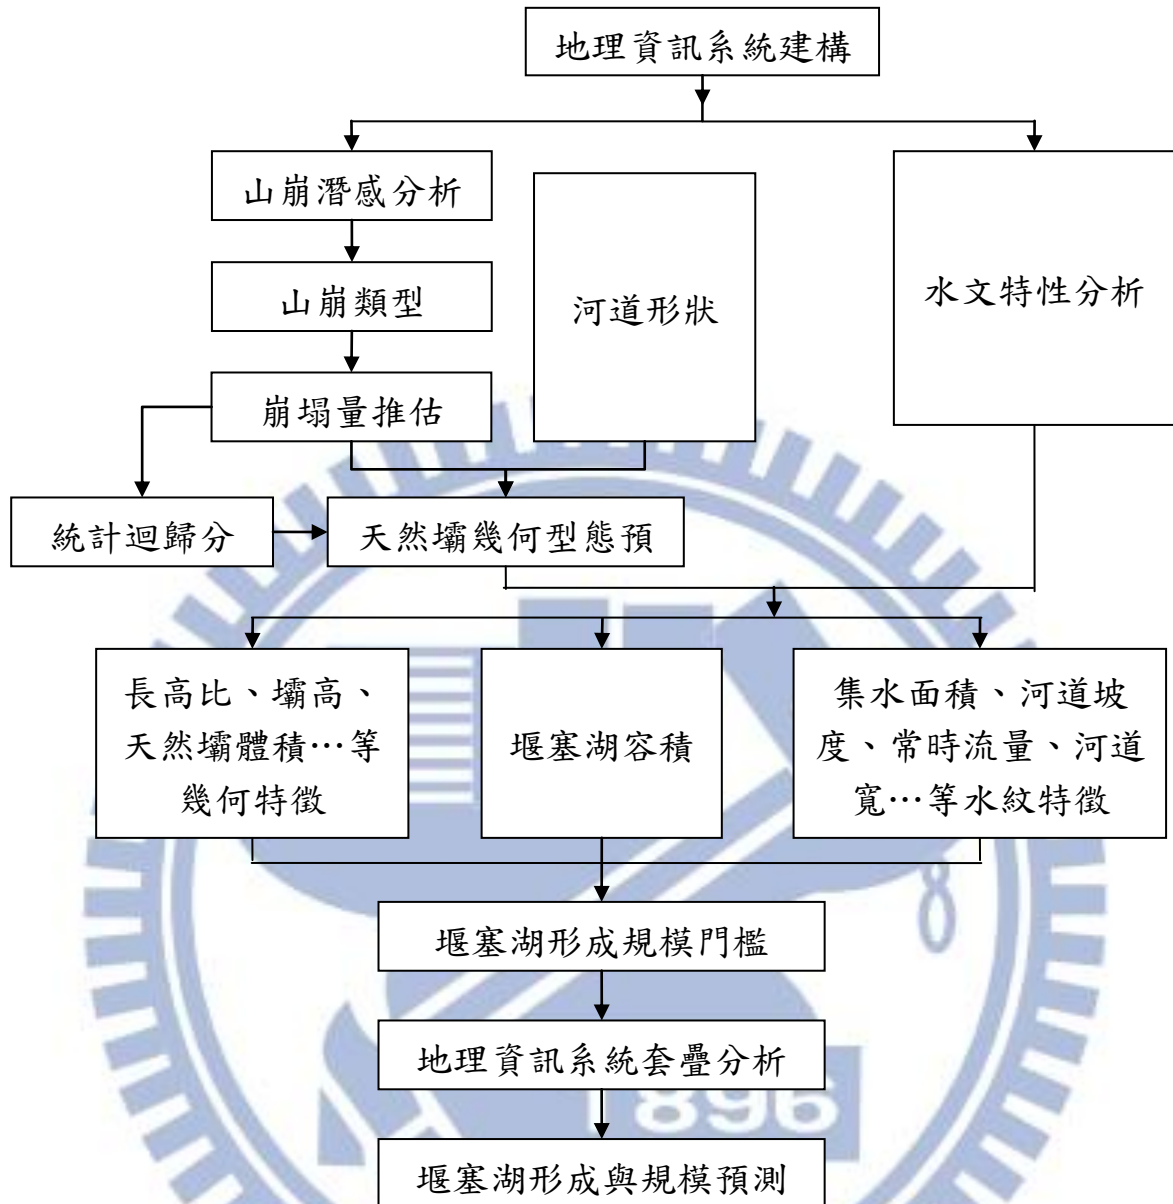 地理資訊系統建構
山崩潛感分析
山崩類型
崩塌量推估
河道形狀
水文特性分析
統計迴歸分
天然壩幾何型態預
長高比、壩高、
天然壩體積…等
幾何特徵
堰塞湖容積
集水面積、河道坡
度、常時流量、河道
寬…等水紋特徵
堰塞湖形成規模門檻
地理資訊系統套疊分析
1896
堰塞湖形成與規模預測